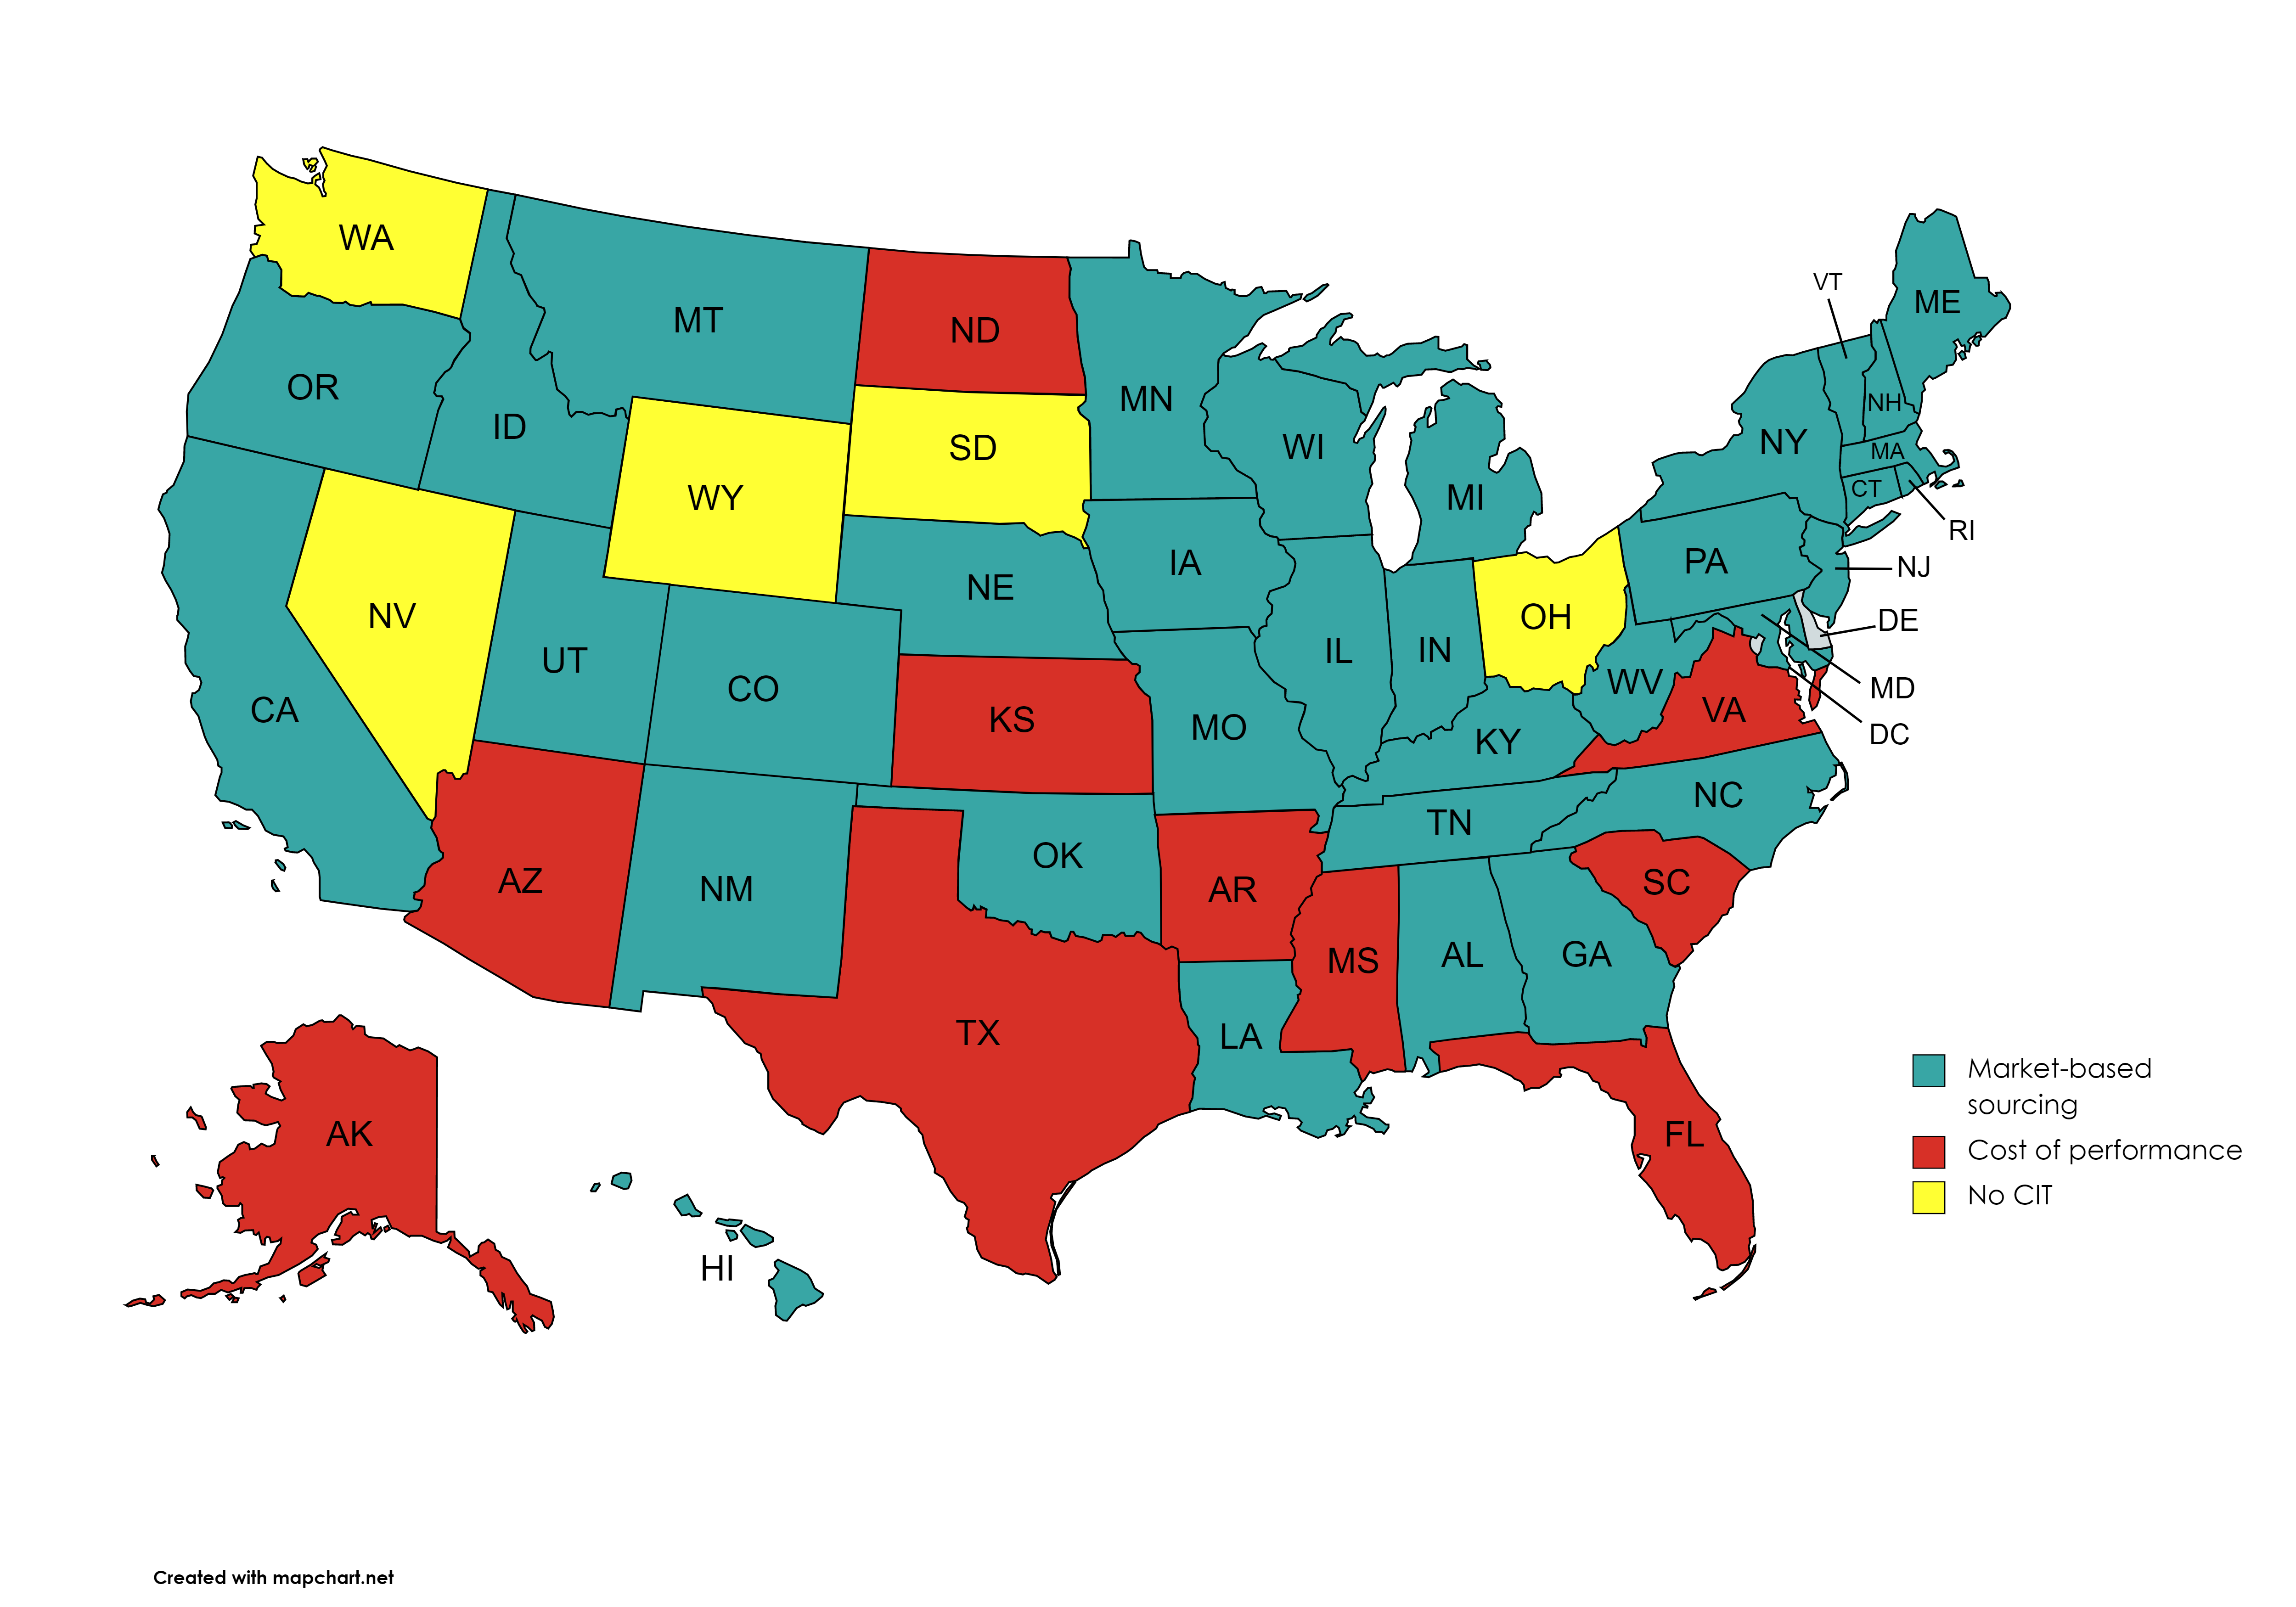 WA
MT
ND
MN
ME
VT
OR
ID
SD
WI
NH
NY
MA
MI
CT
WY
RI
PA
NJ
IA
NE
NV
OH
DE
UT
IL
IN
CO
WV
MD
VA
DC
CA
KS
MO
KY
NC
TN
AZ
NM
OK
AR
SC
MS
AL
GA
TX
LA
AK
FL
HI
Market-based
sourcing
Cost of performance
No CIT
Created with mapchart.net